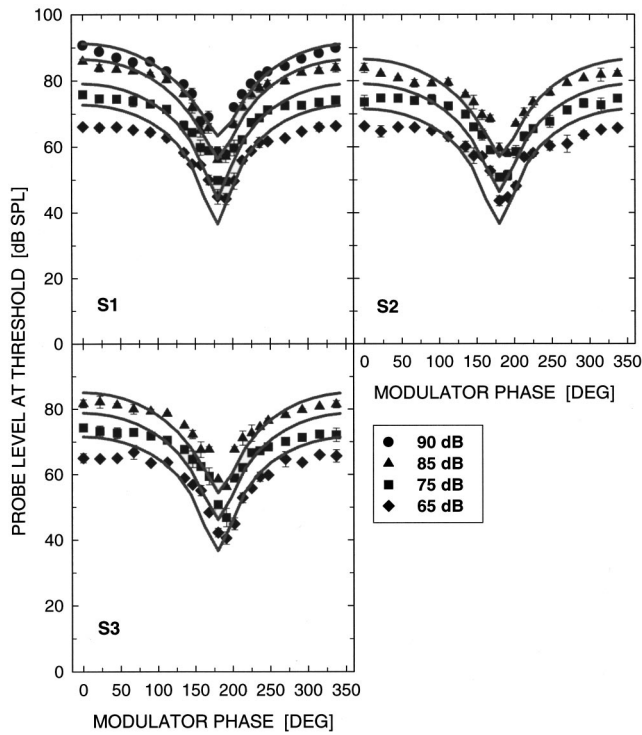 PROBE LEVEL AT THRESHOLD [dB SPL]
100
80
60
40
20
0
S1
S2
0 50 100 150 200 250 300 350
MODULATOR PHASE [DEG]
80
60
40
20
0
S3
0 50 100 150 200 250 300 350
MODULATOR PHASE [DEG]
90 dB
85 dB
75 dB
65 dB